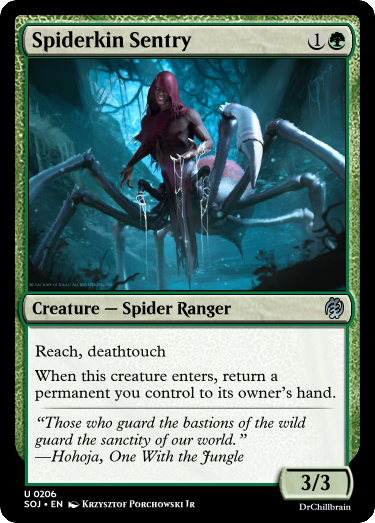 Spiderkin Sentry 1
Creature — Spider Ranger
Reach, deathtouch
When this creature enters, return a
permanent you control to its owner's hand.
“Those who guard the bastions of the wild
guard the sanctity of our world.”
—Hohoja, One With the Jungle
3/3
U 0206
SOJ • EN Krzysztof Porchowski Jr
DrChillbrain